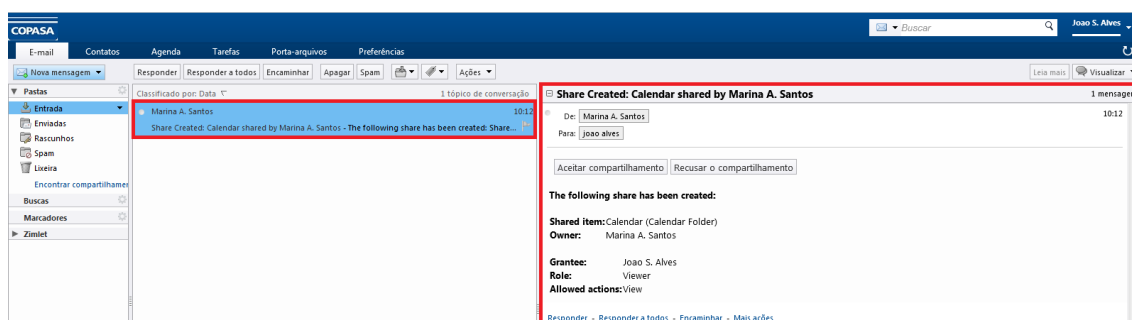 COPASA
Buscar
Joao S. Alves
E-mail Contatos Agenda Tarefas Porta-arquivos Preferências
Nova mensagem Responder Responder a todos Encaminhar Apagar Spam Ações Leia mais Visualizar
Pastas
Entrada
Enviadas
Rascunhos
Spam
Lixeira
Encontrar compartilhamen
Buscas
Marcadores
Zimlet
Classificado por: Data 1 tópico de conversação
Marina A. Santos 10:12
Share Created: Calendar shared by Marina A. Santos - The following share has been created: Share...
Share Created: Calendar shared by Marina A. Santos 1 mensagem
De: Marina A. Santos 10:12
Para: joao alves
Aceitar compartilhamento Recusar o compartilhamento
The following share has been created:
Shared item: Calendar (Calendar Folder)
Owner: Marina A. Santos
Grantee: Joao S. Alves
Role: Viewer
Allowed actions: View
Responder - Responder a todos - Encaminhar - Mais ações